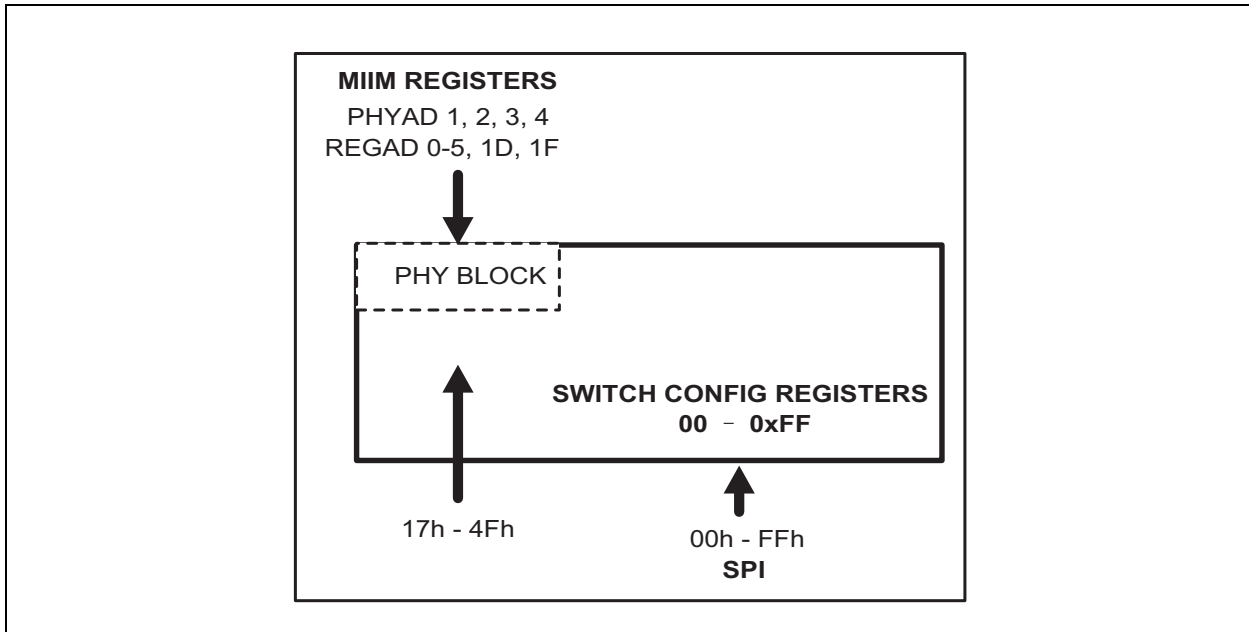 MIIM REGISTERS
PHYAD 1, 2, 3, 4
REGAD 0-5, 1D, 1F
PHY BLOCK
SWITCH CONFIG REGISTERS
00 – 0xFF
17h - 4Fh
00h - FFh
SPI